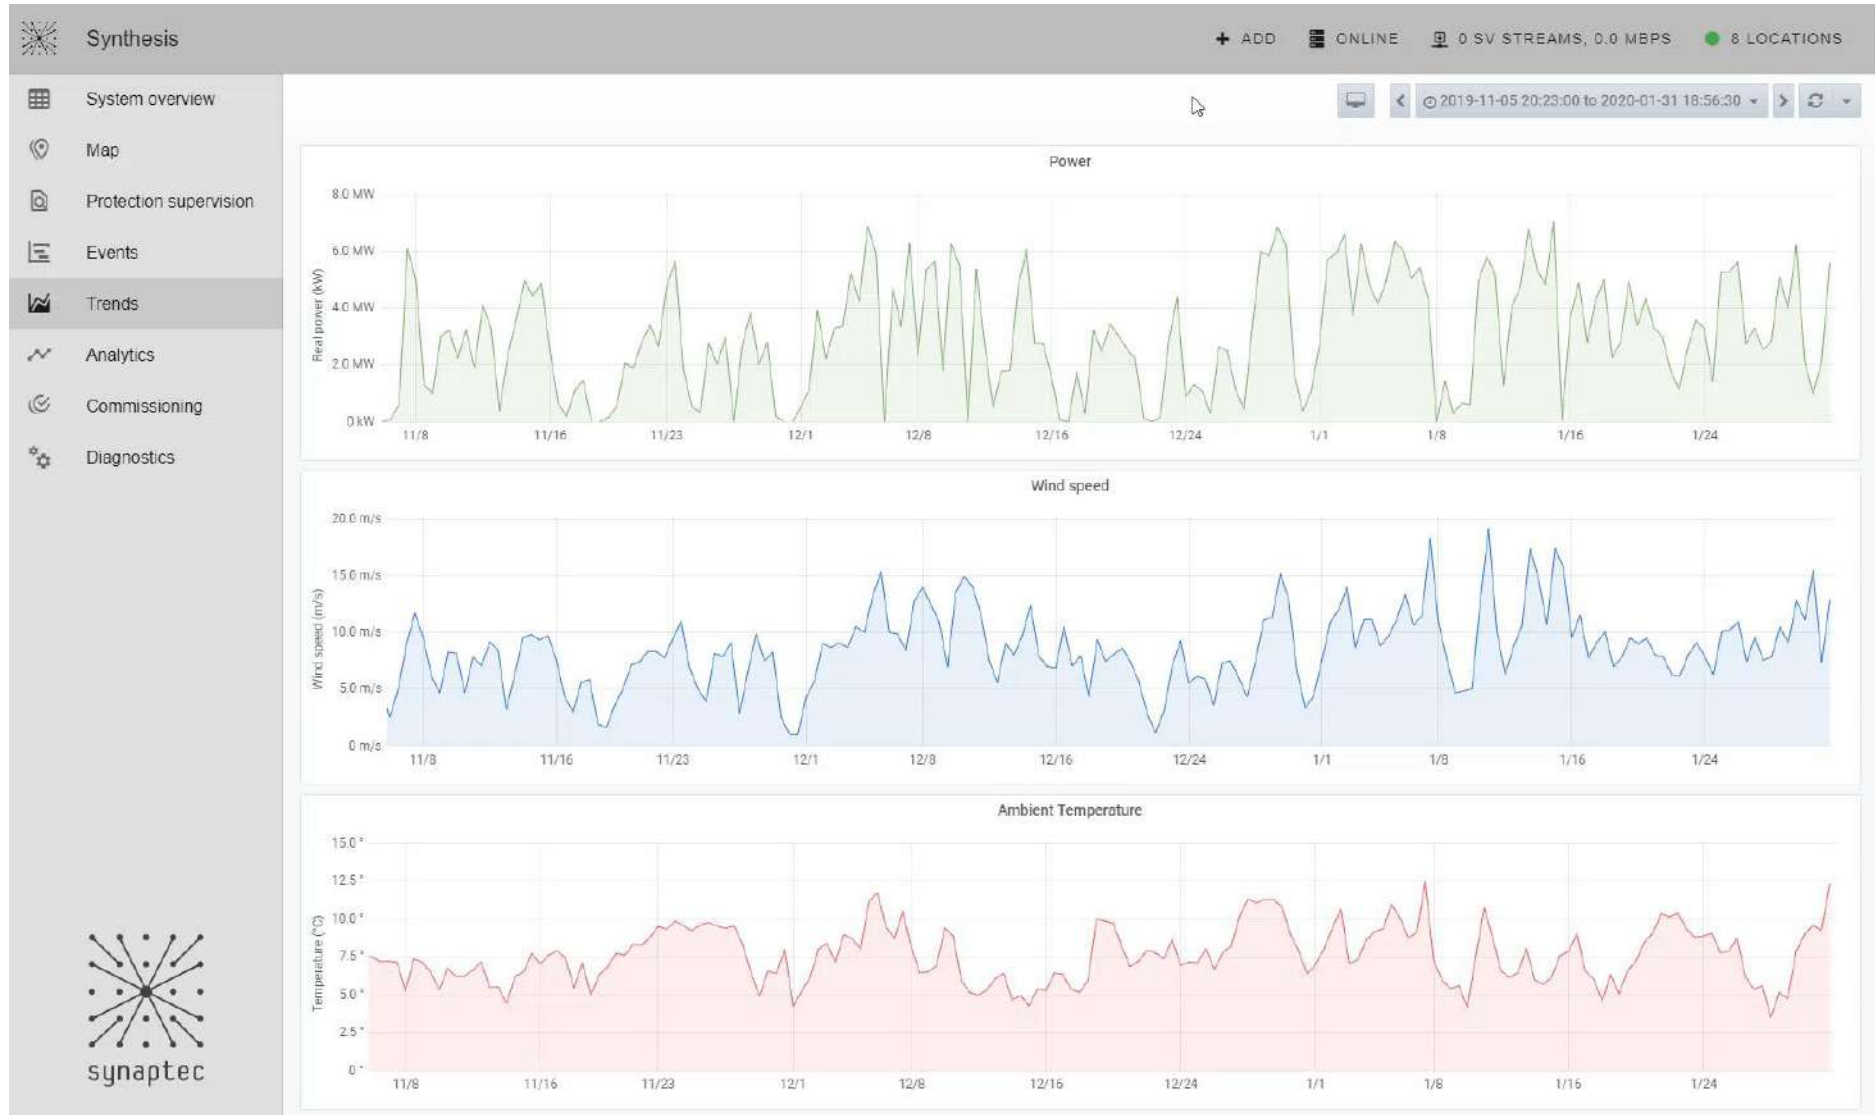 Synthesis
+ ADD
ONLINE
0 SV STREAMS, 0.0 MBPS
8 LOCATIONS
System overview
Map
Protection supervision
Events
Trends
Analytics
Commissioning
Diagnostics
synaptec
2019-11-05 20:23:00 to 2020-01-31 18:56:30
Power
Real power (kW)
8.0 MW
6.0 MW
4.0 MW
2.0 MW
0 kW
11/8 11/16 11/23 12/1 12/8 12/16 12/24 1/1 1/8 1/16 1/24
Wind speed
Wind speed (m/s)
20.0 m/s
15.0 m/s
10.0 m/s
5.0 m/s
0 m/s
11/8 11/16 11/23 12/1 12/8 12/16 12/24 1/1 1/8 1/16 1/24
Ambient Temperature
Temperature (°C)
15.0 °
12.5 °
10.0 °
7.5 °
5.0 °
2.5 °
0 °
11/8 11/16 11/23 12/1 12/8 12/16 12/24 1/1 1/8 1/16 1/24